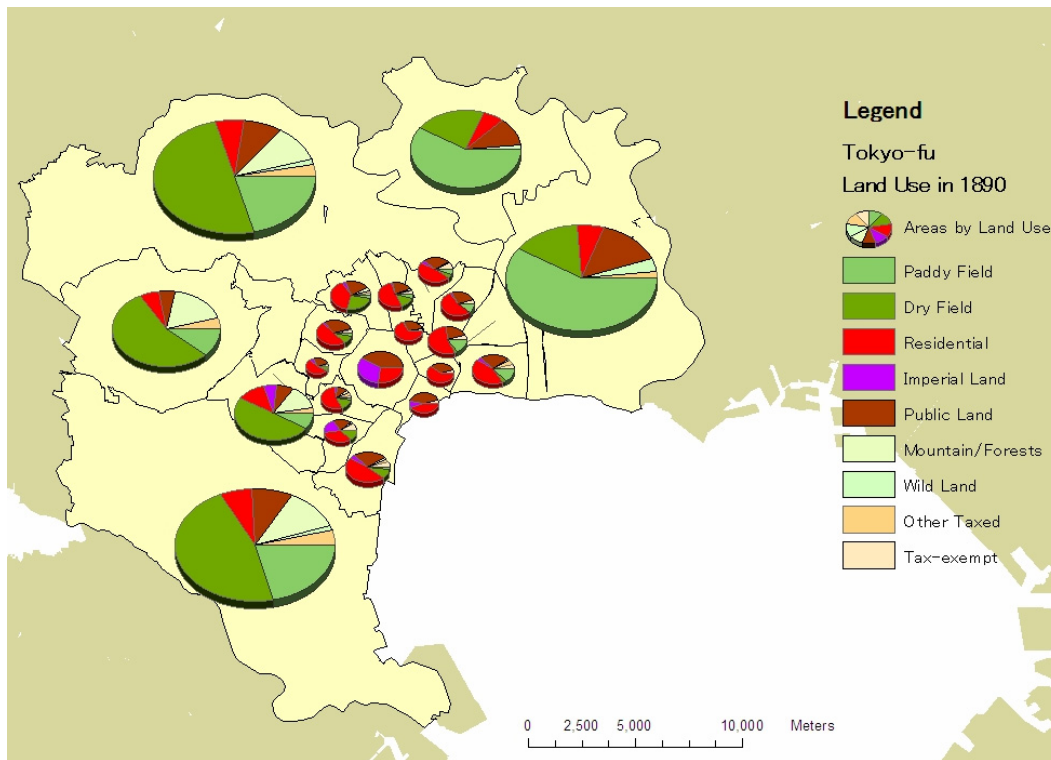 Legend
Tokyo-fu
Land Use in 1890
Areas by Land Use
Paddy Field
Dry Field
Residential
Imperial Land
Public Land
Mountain/Forests
Wild Land
Other Taxed
Tax-exempt
0 2,500 5,000 10,000 Meters